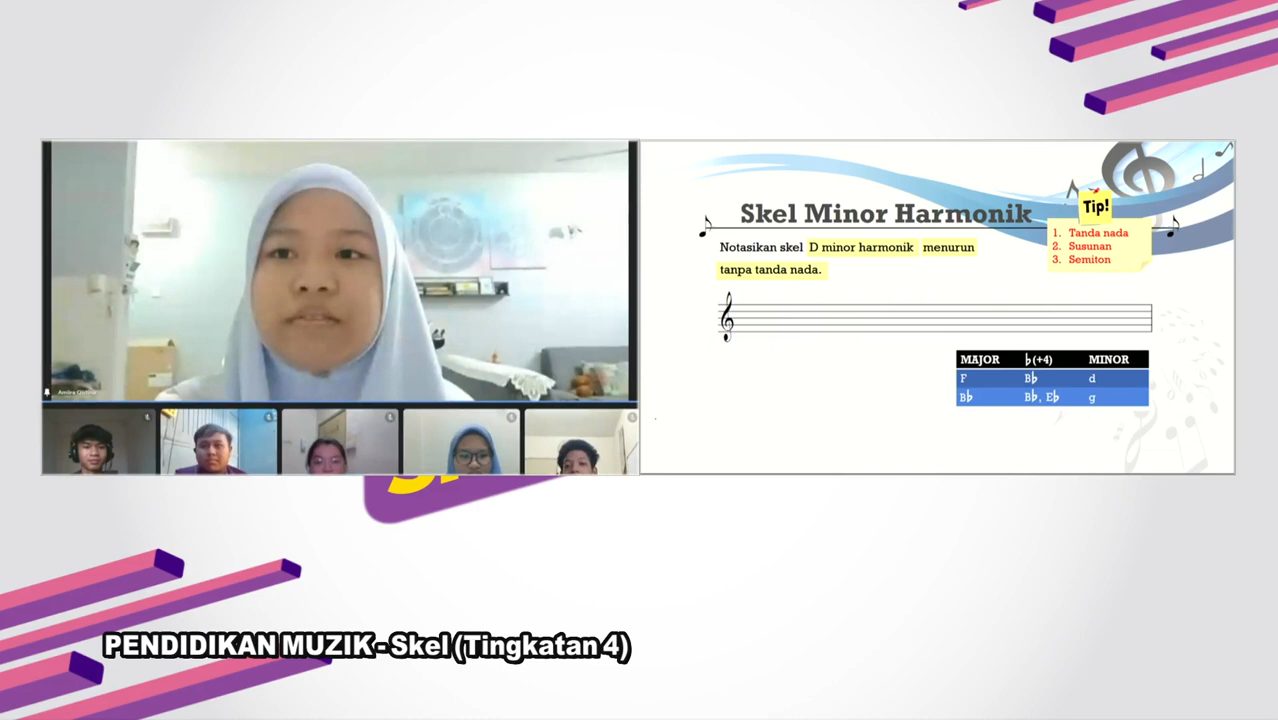 Skel Minor Harmonik
Tip!
1. Tanda nada
2. Susunan
3. Semiton
Notasikan skel D minor harmonik menurun
tanpa tanda nada.
MAJOR ♭(+4) MINOR
F B♭ d
B♭ B♭, E♭ g
PENDIDIKAN MUZIK - Skel (Tingkatan 4)